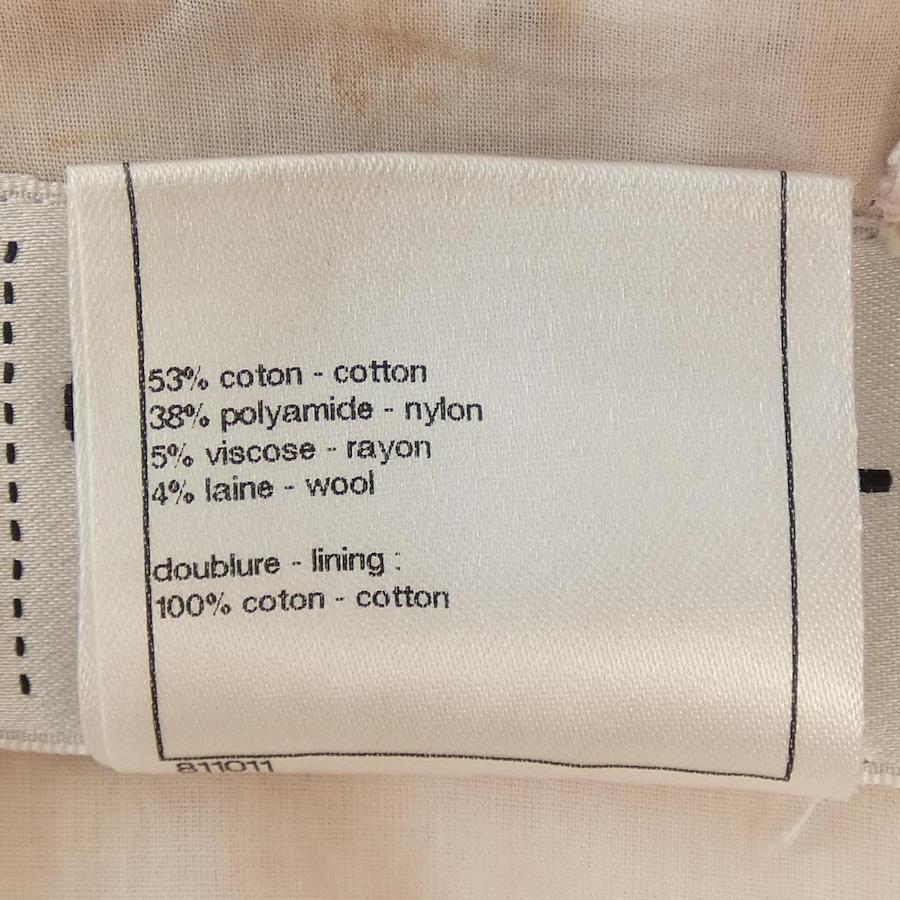 53% coton - cotton
38% polyamide - nylon
5% viscose - rayon
4% laine - wool
doublure - lining :
100% coton - cotton
811011